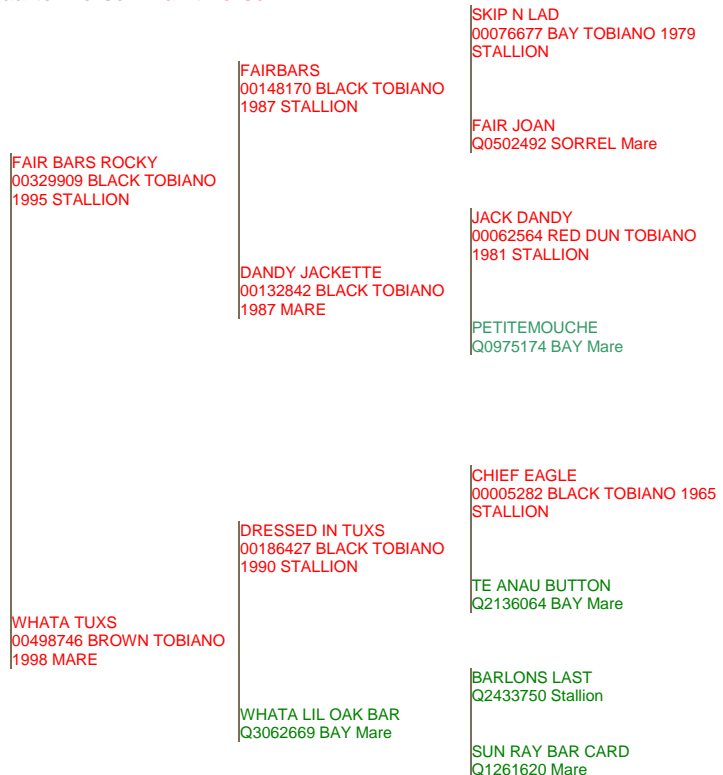 SKIP N LAD
00076677 BAY TOBIANO 1979
STALLION
FAIRBARS
00148170 BLACK TOBIANO
1987 STALLION
FAIR JOAN
Q0502492 SORREL Mare
FAIR BARS ROCKY
00329909 BLACK TOBIANO
1995 STALLION
JACK DANDY
00062564 RED DUN TOBIANO
1981 STALLION
DANDY JACKETTE
00132842 BLACK TOBIANO
1987 MARE
PETITEMOUCHE
Q0975174 BAY Mare
CHIEF EAGLE
00005282 BLACK TOBIANO 1965
STALLION
DRESSED IN TUXS
00186427 BLACK TOBIANO
1990 STALLION
TE ANAU BUTTON
Q2136064 BAY Mare
WHATA TUXS
00498746 BROWN TOBIANO
1998 MARE
BARLONS LAST
Q2433750 Stallion
WHATA LIL OAK BAR
Q3062669 BAY Mare
SUN RAY BAR CARD
Q1261620 Mare